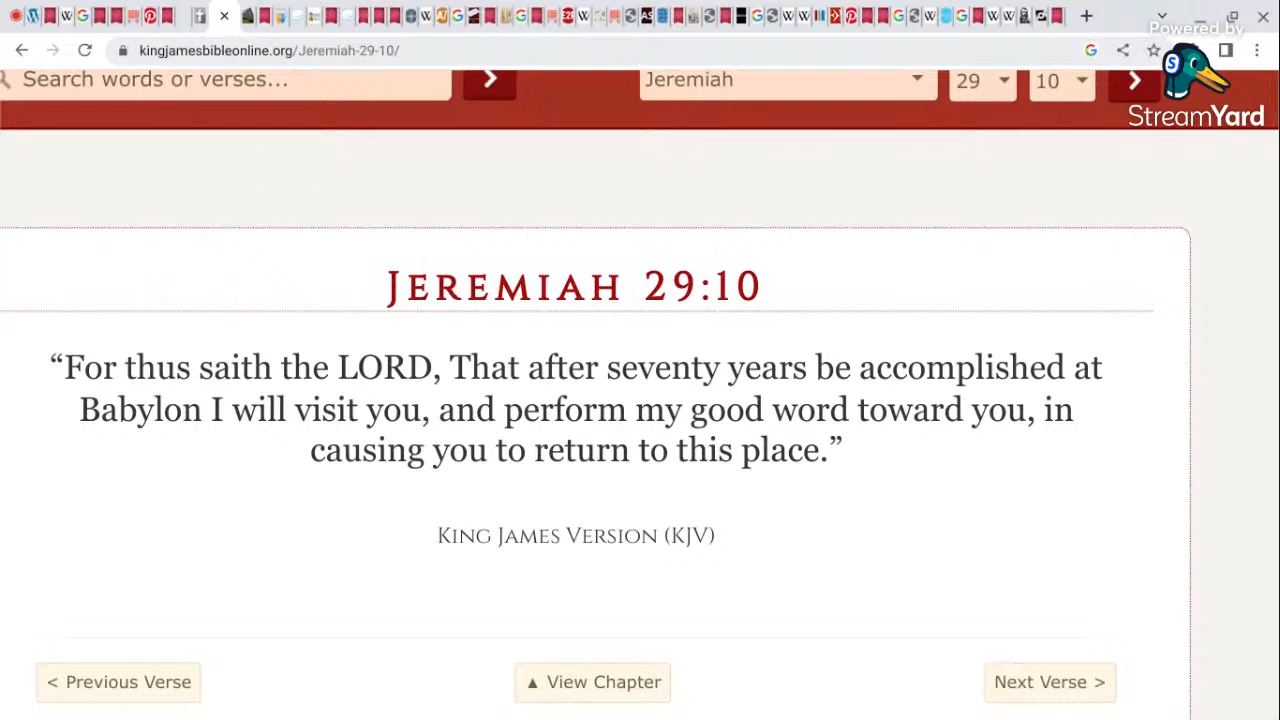 Powered by
kingjamesbibleonline.org/Jeremiah-29-10/
StreamYard
Search words or verses...
Jeremiah
29
10
JEREMIAH 29:10
“For thus saith the LORD, That after seventy years be accomplished at
Babylon I will visit you, and perform my good word toward you, in
causing you to return to this place.”
KING JAMES VERSION (KJV)
< Previous Verse
▲ View Chapter
Next Verse >